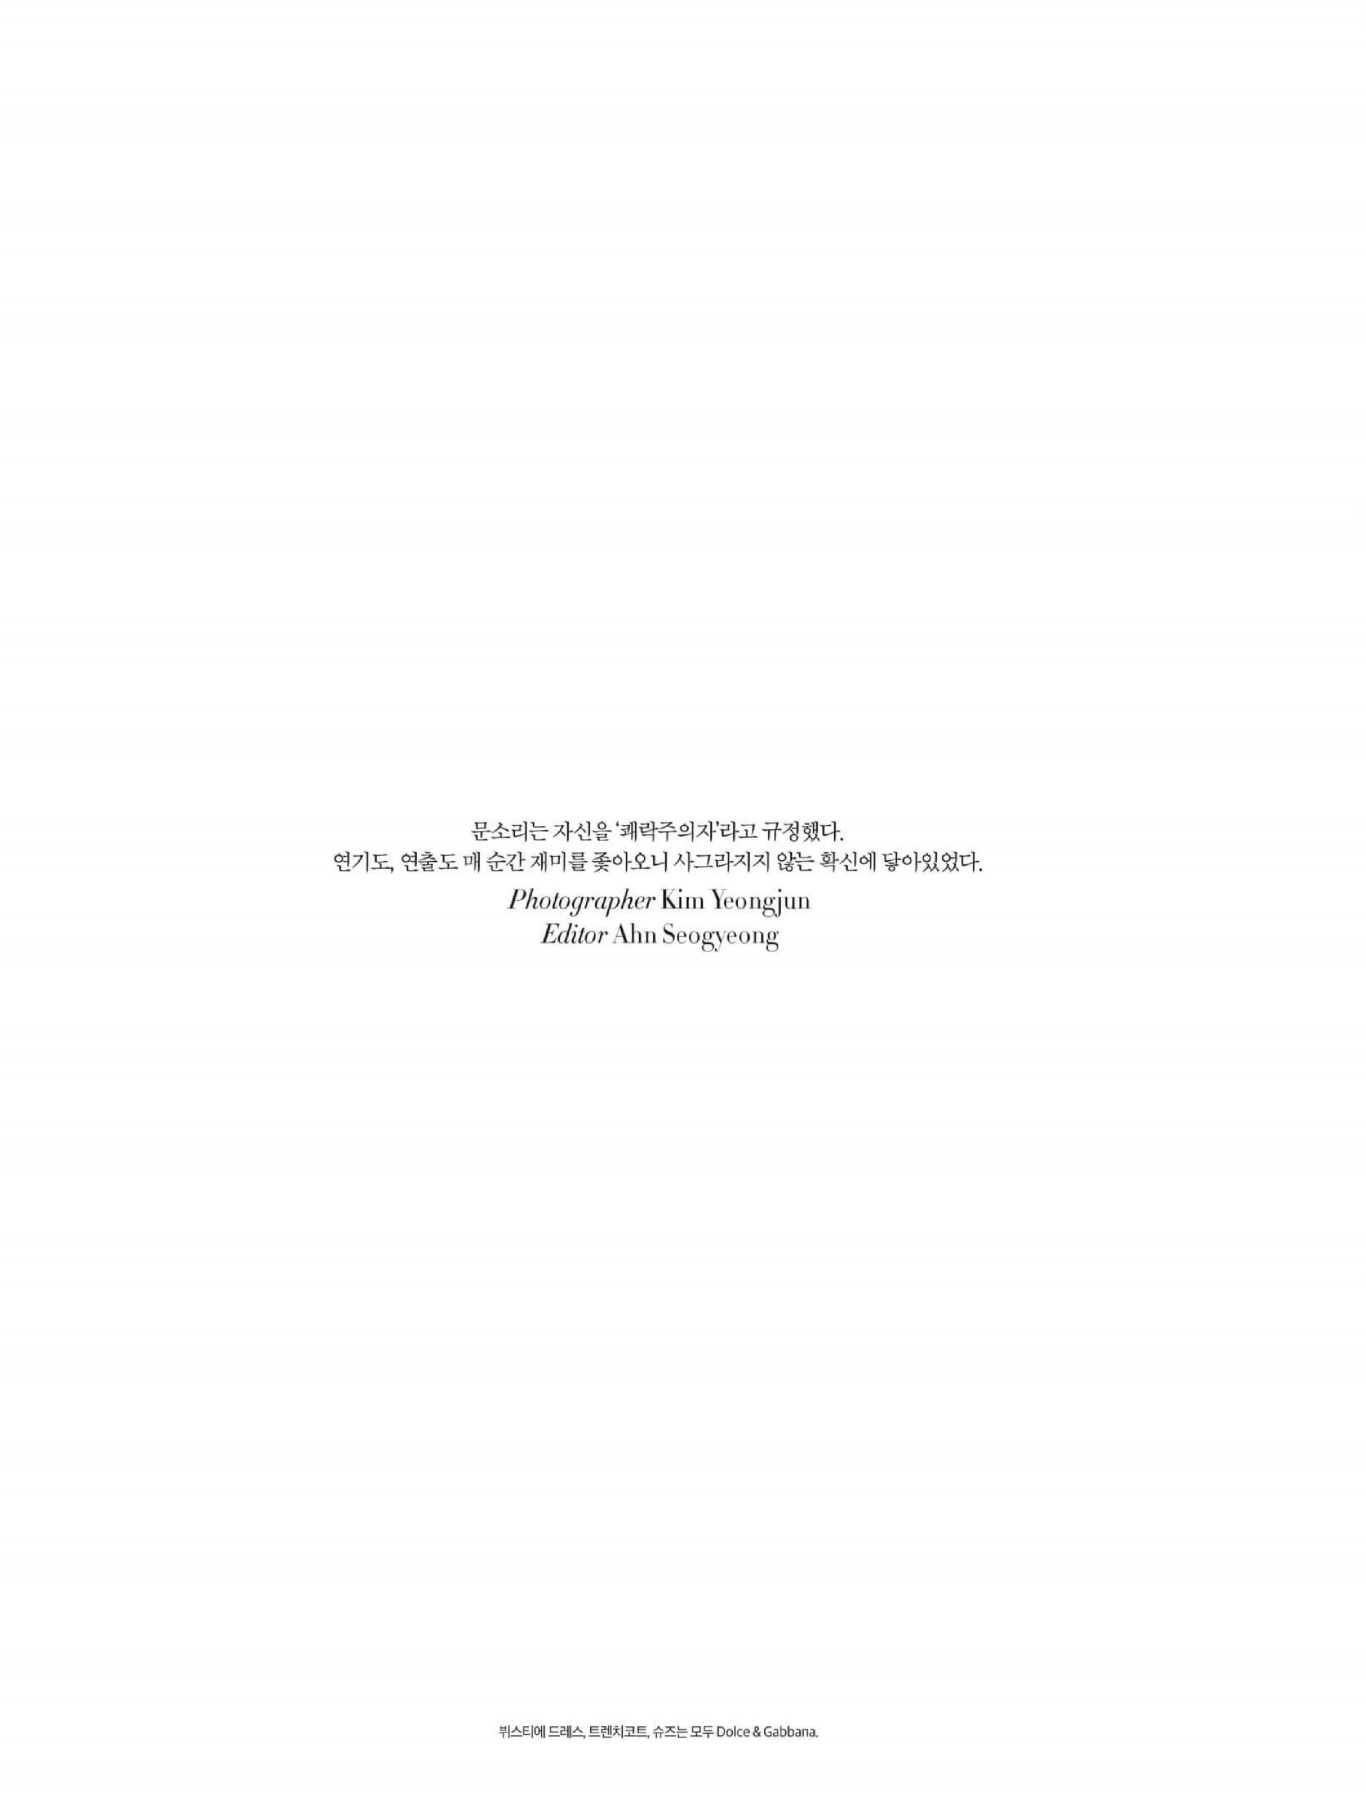 문소리는 자신을 ‘쾌락주의자’라고 규정했다.
연기도, 연출도 매 순간 재미를 좇아오니 사그라지지 않는 확신에 닿아있었다.
Photographer Kim Yeongjun
Editor Ahn Seogyeong
뷔스티에 드레스, 트렌치코트, 슈즈는 모두 Dolce & Gabbana.